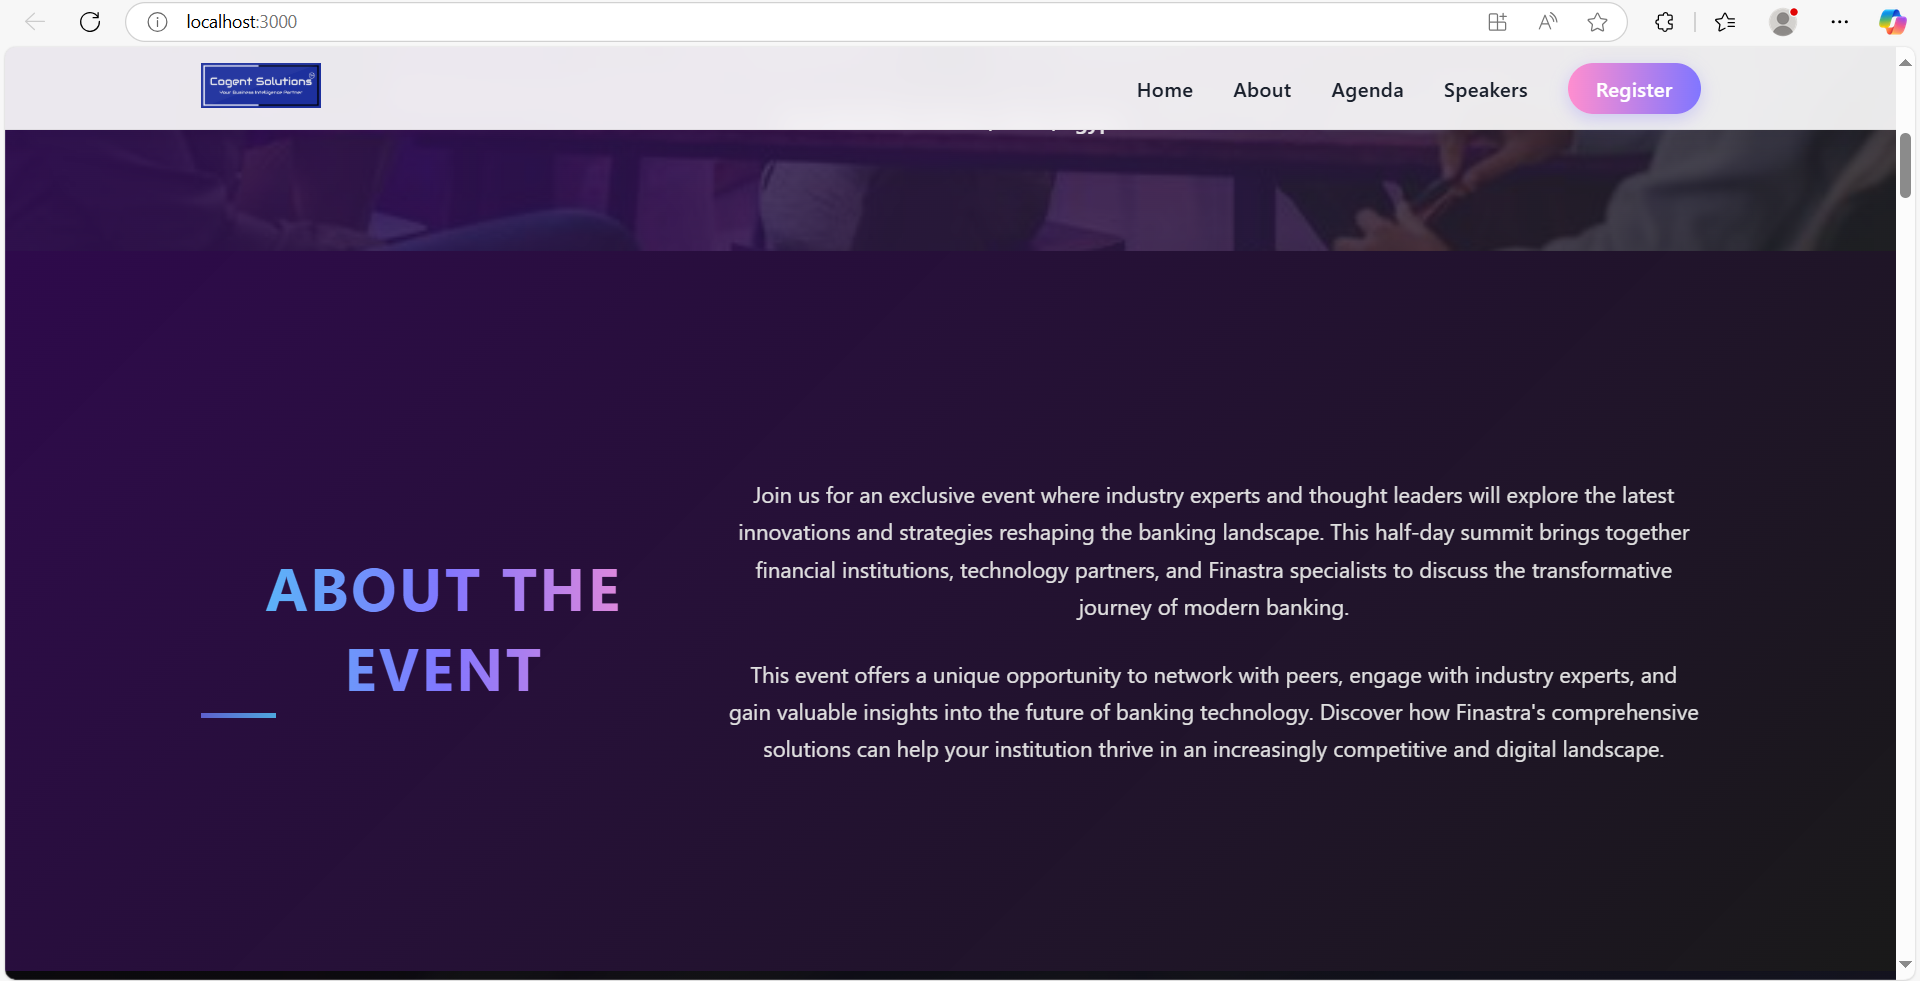 localhost:3000
Cogent Solutions
Your Business Intelligence Partner
Home About Agenda Speakers Register
Join us for an exclusive event where industry experts and thought leaders will explore the latest
innovations and strategies reshaping the banking landscape. This half-day summit brings together
financial institutions, technology partners, and Finastra specialists to discuss the transformative
journey of modern banking.
ABOUT THE
EVENT
This event offers a unique opportunity to network with peers, engage with industry experts, and
gain valuable insights into the future of banking technology. Discover how Finastra's comprehensive
solutions can help your institution thrive in an increasingly competitive and digital landscape.